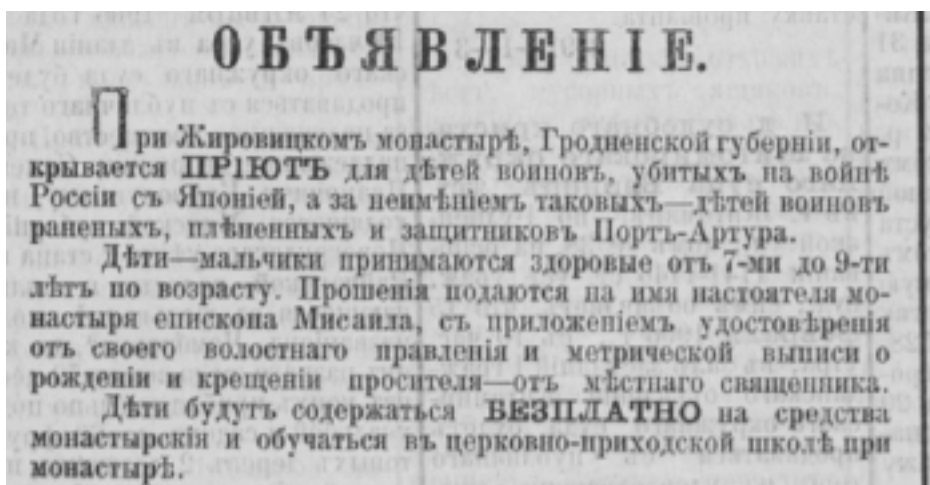 ОБЪЯВЛЕНІЕ.
При Жировицкомъ монастырѣ, Гродненской губерніи, от-
крывается ПРІЮТЪ для дѣтей воиновъ, убитыхъ на войнѣ
Россіи съ Японіей, а за неимѣніемъ таковыхъ—дѣтей воиновъ
раненыхъ, плѣненныхъ и защитниковъ Портъ-Артура.
Дѣти—мальчики принимаются здоровые отъ 7-ми до 9-ти
лѣтъ по возрасту. Прошенія подаются на имя настоятеля мо-
настыря епископа Мисаила, съ приложеніемъ удостовѣренія
отъ своего волостнаго правленія и метрической выписи о
рожденіи и крещеніи просителя—отъ мѣстнаго священника.
Дѣти будутъ содержаться БЕЗПЛАТНО на средства
монастырскія и обучаться въ церковно-приходской школѣ при
монастырѣ.